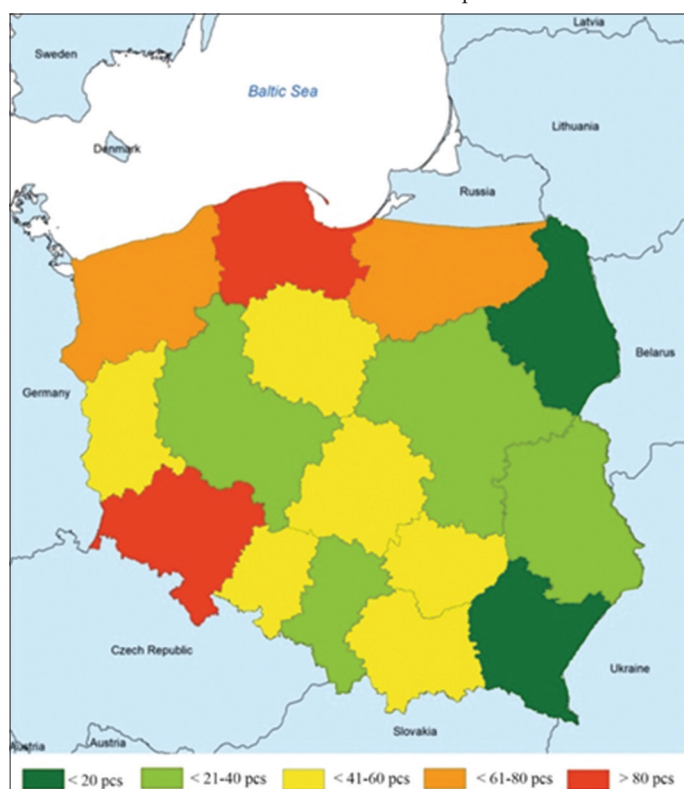 Latvia
Sweden
Baltic Sea
Lithuania
Denmark
Russia
Belarus
Germany
Czech Republic
Ukraine
Slovakia
Austria
Austria
< 20 pcs
< 21-40 pcs
< 41-60 pcs
< 61-80 pcs
> 80 pcs